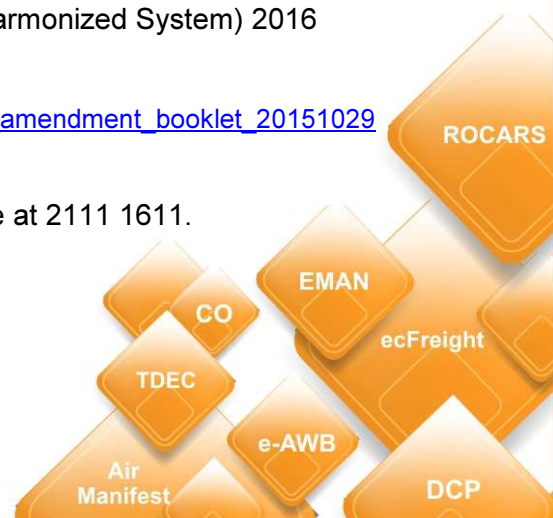 armonized System) 2016
amendment_booklet_20151029
e at 2111 1611.
ROCARS
EMAN
CO
ecFreight
TDEC
e-AWB
Air
Manifest
DCP